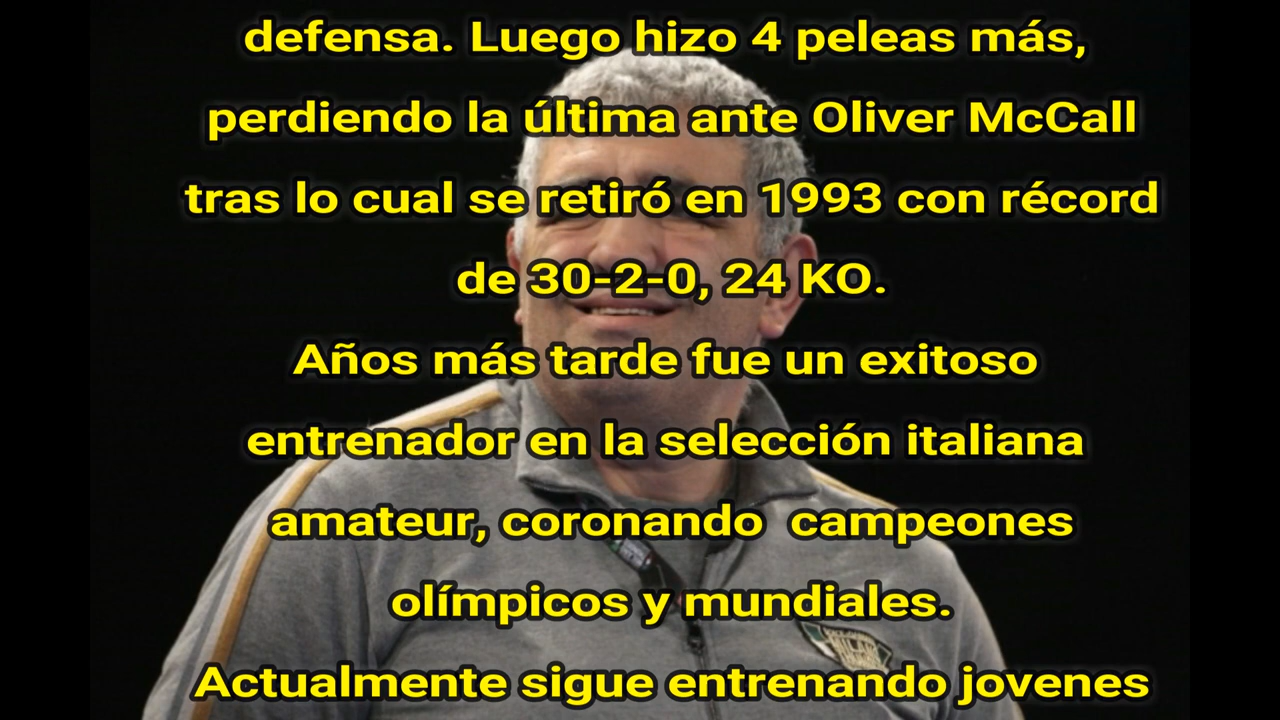 defensa. Luego hizo 4 peleas más,
perdiendo la última ante Oliver McCall
tras lo cual se retiró en 1993 con récord
de 30-2-0, 24 KO.
Años más tarde fue un exitoso
entrenador en la selección italiana
amateur, coronando  campeones
olímpicos y mundiales.
Actualmente sigue entrenando jovenes